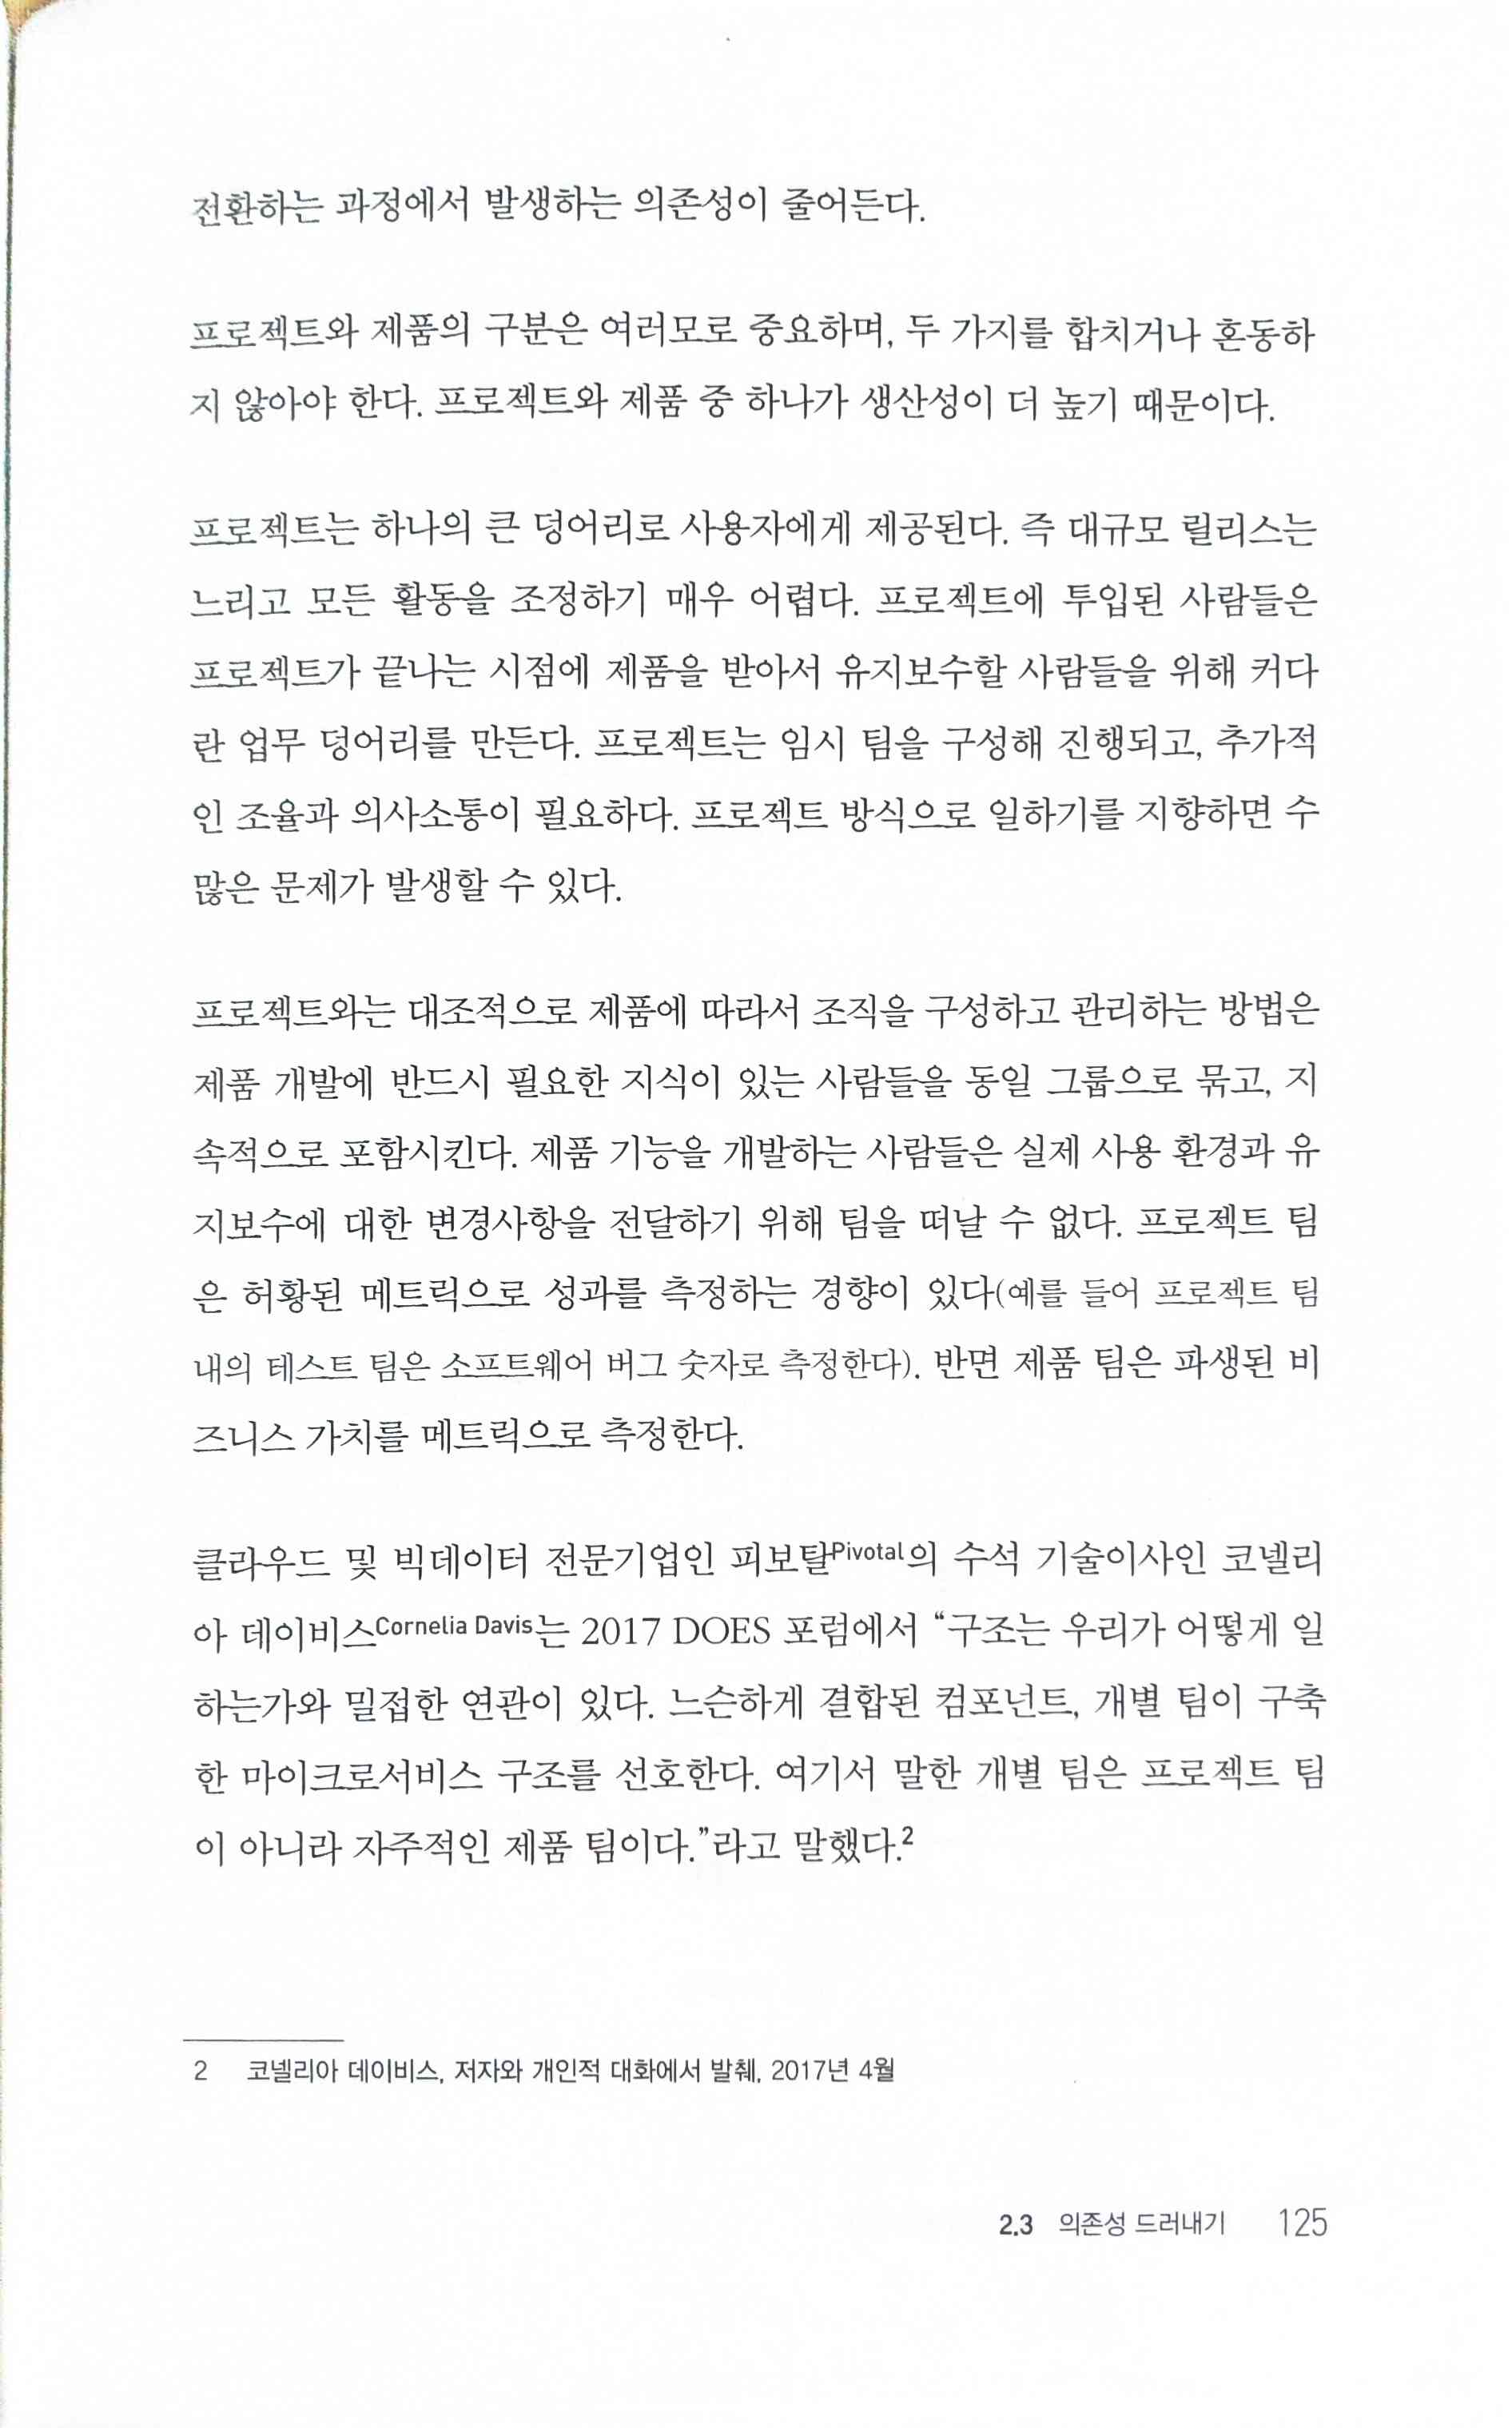 전환하는 과정에서 발생하는 의존성이 줄어든다.
프로젝트와 제품의 구분은 여러모로 중요하며, 두 가지를 합치거나 혼동하
지 않아야 한다. 프로젝트와 제품 중 하나가 생산성이 더 높기 때문이다.
프로젝트는 하나의 큰 덩어리로 사용자에게 제공된다. 즉 대규모 릴리스는
느리고 모든 활동을 조정하기 매우 어렵다. 프로젝트에 투입된 사람들은
프로젝트가 끝나는 시점에 제품을 받아서 유지보수할 사람들을 위해 커다
란 업무 덩어리를 만든다. 프로젝트는 임시 팀을 구성해 진행되고, 추가적
인 조율과 의사소통이 필요하다. 프로젝트 방식으로 일하기를 지향하면 수
많은 문제가 발생할 수 있다.
프로젝트와는 대조적으로 제품에 따라서 조직을 구성하고 관리하는 방법은
제품 개발에 반드시 필요한 지식이 있는 사람들을 동일 그룹으로 묶고, 지
속적으로 포함시킨다. 제품 기능을 개발하는 사람들은 실제 사용 환경과 유
지보수에 대한 변경사항을 전달하기 위해 팀을 떠날 수 없다. 프로젝트 팀
은 허황된 메트릭으로 성과를 측정하는 경향이 있다(예를 들어 프로젝트 팀
내의 테스트 팀은 소프트웨어 버그 숫자로 측정한다). 반면 제품 팀은 파생된 비
즈니스 가치를 메트릭으로 측정한다.
클라우드 및 빅데이터 전문기업인 피보탈Pivotal의 수석 기술이사인 코넬리
아 데이비스Cornelia Davis는 2017 DOES 포럼에서 “구조는 우리가 어떻게 일
하는가와 밀접한 연관이 있다. 느슨하게 결합된 컴포넌트, 개별 팀이 구축
한 마이크로서비스 구조를 선호한다. 여기서 말한 개별 팀은 프로젝트 팀
이 아니라 자주적인 제품 팀이다.”라고 말했다.2
2 코넬리아 데이비스, 저자와 개인적 대화에서 발췌, 2017년 4월
2.3 의존성 드러내기 125